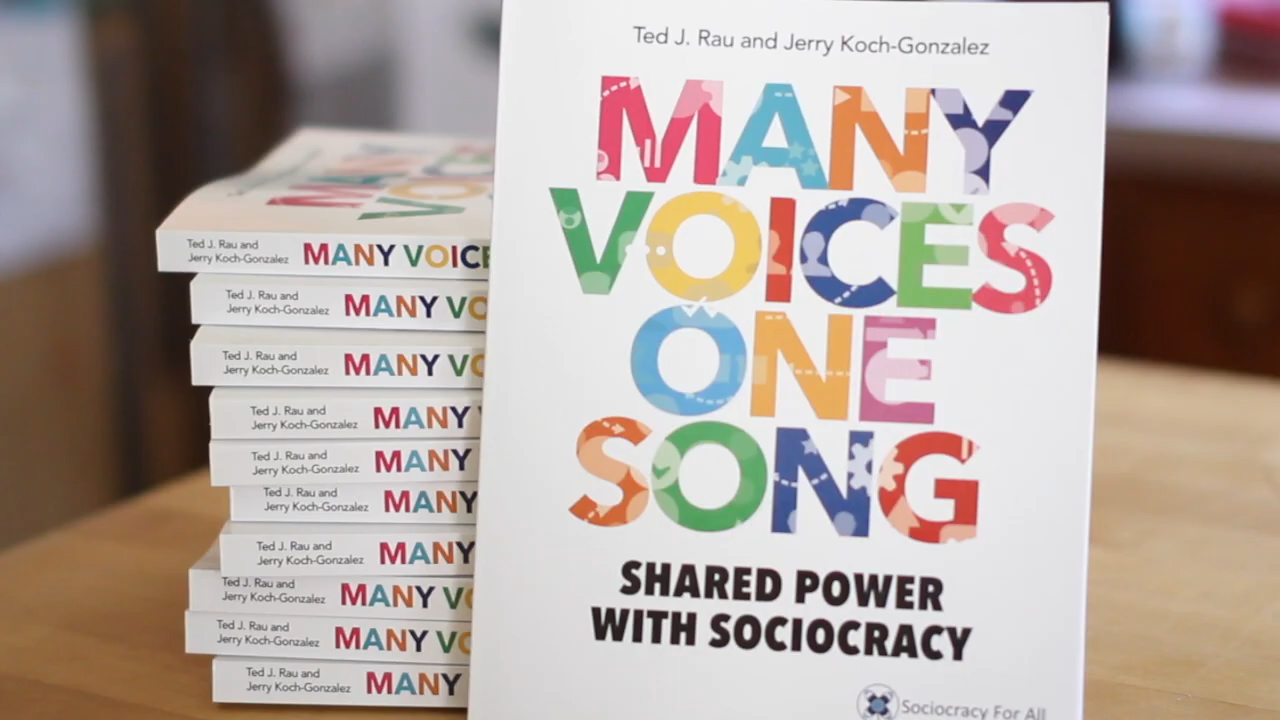 Ted J. Rau and Jerry Koch-Gonzalez
MANY
VOICES
ONE
SONG
SHARED POWER
WITH SOCIOCRACY
Sociocracy For All
MANY
VOICES
Ted J. Rau and
Jerry Koch-Gonzalez
MANY VOICE
Ted J. Rau and
Jerry Koch-Gonzalez
MANY VO
Ted J. Rau and
Jerry Koch-Gonzalez
MANY VO
Ted J. Rau and
Jerry Koch-Gonzalez
MANY
Ted J. Rau and
Jerry Koch-Gonzalez
MANY
Ted J. Rau and
Jerry Koch-Gonzalez
MANY
Ted J. Rau and
Jerry Koch-Gonzalez
MANY
Ted J. Rau and
Jerry Koch-Gonzalez
MANY VO
Ted J. Rau and
Jerry Koch-Gonzalez
MANY VO
Ted J. Rau and
Jerry Koch-Gonzalez
MANY